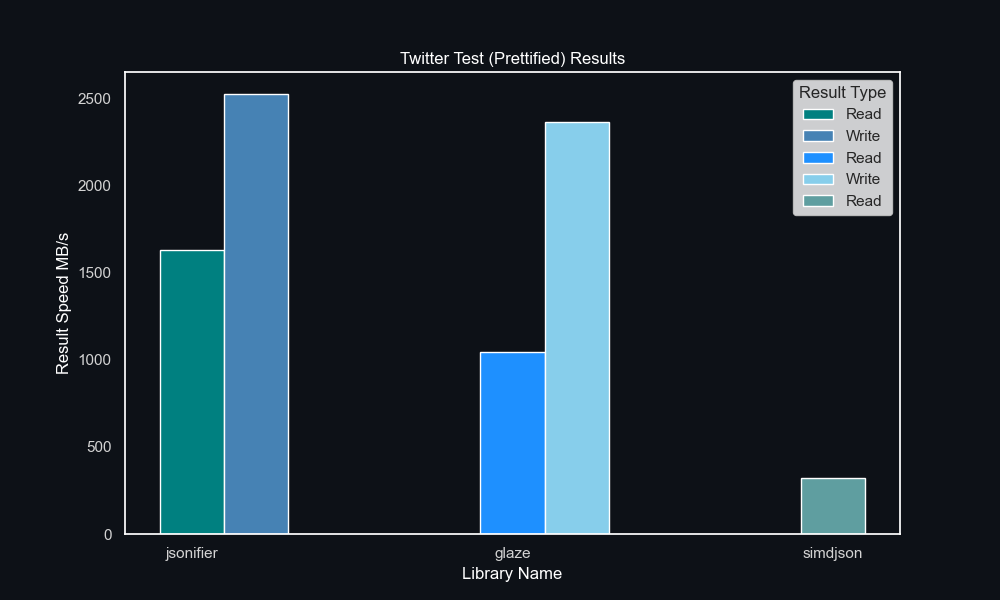 Twitter Test (Prettified) Results
Result Speed MB/s
2500
2000
1500
1000
500
0
Result Type
Read
Write
Read
Write
Read
jsonifier
glaze
simdjson
Library Name